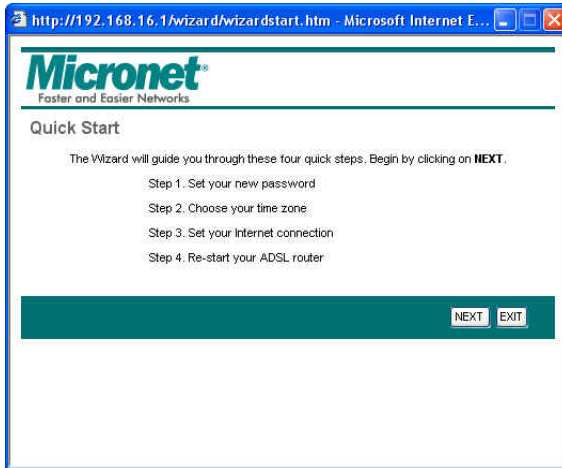 http://192.168.16.1/wizard/wizardstart.htm - Microsoft Internet E...
Micronet®
Faster and Easier Networks
Quick Start
The Wizard will guide you through these four quick steps. Begin by clicking on NEXT.
Step 1. Set your new password
Step 2. Choose your time zone
Step 3. Set your Internet connection
Step 4. Re-start your ADSL router
NEXT EXIT